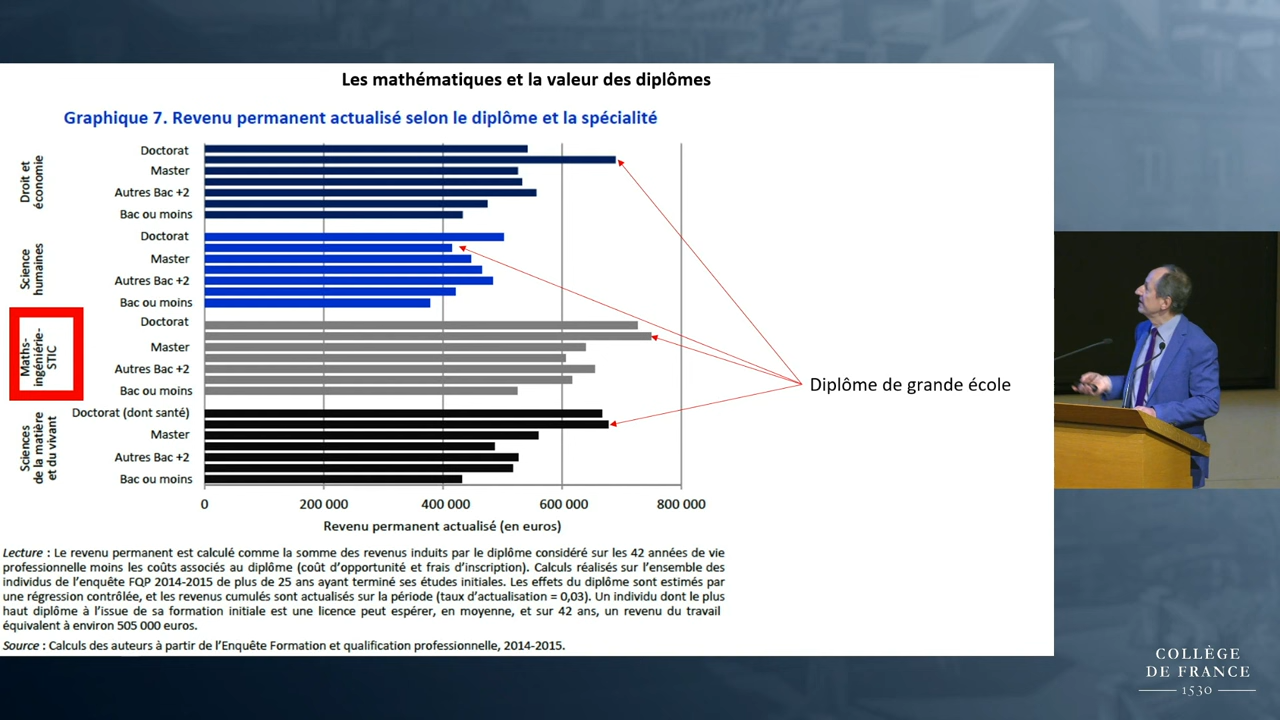 Les mathématiques et la valeur des diplômes
Graphique 7. Revenu permanent actualisé selon le diplôme et la spécialité
Droit et
économie
Doctorat
Master
Autres Bac +2
Bac ou moins
Science
humaines
Doctorat
Master
Autres Bac +2
Bac ou moins
Maths-
ingéniérie-
STIC
Doctorat
Master
Autres Bac +2
Bac ou moins
Sciences
de la matière
et du vivant
Doctorat (dont santé)
Master
Autres Bac +2
Bac ou moins
Diplôme de grande école
0 200 000 400 000 600 000 800 000
Revenu permanent actualisé (en euros)
Lecture : Le revenu permanent est calculé comme la somme des revenus induits par le diplôme considéré sur les 42 années de vie
professionnelle moins les coûts associés au diplôme (coût d’opportunité et frais d’inscription). Calculs réalisés sur l’ensemble des
individus de l’enquête FQP 2014-2015 de plus de 25 ans ayant terminé ses études initiales. Les effets du diplôme sont estimés par
une régression contrôlée, et les revenus cumulés sont actualisés sur la période (taux d’actualisation = 0,03). Un individu dont le plus
haut diplôme à l’issue de sa formation initiale est une licence peut espérer, en moyenne, et sur 42 ans, un revenu du travail
équivalent à environ 505 000 euros.
Source : Calculs des auteurs à partir de l’Enquête Formation et qualification professionnelle, 2014-2015.
COLLÈGE
DE FRANCE
1530